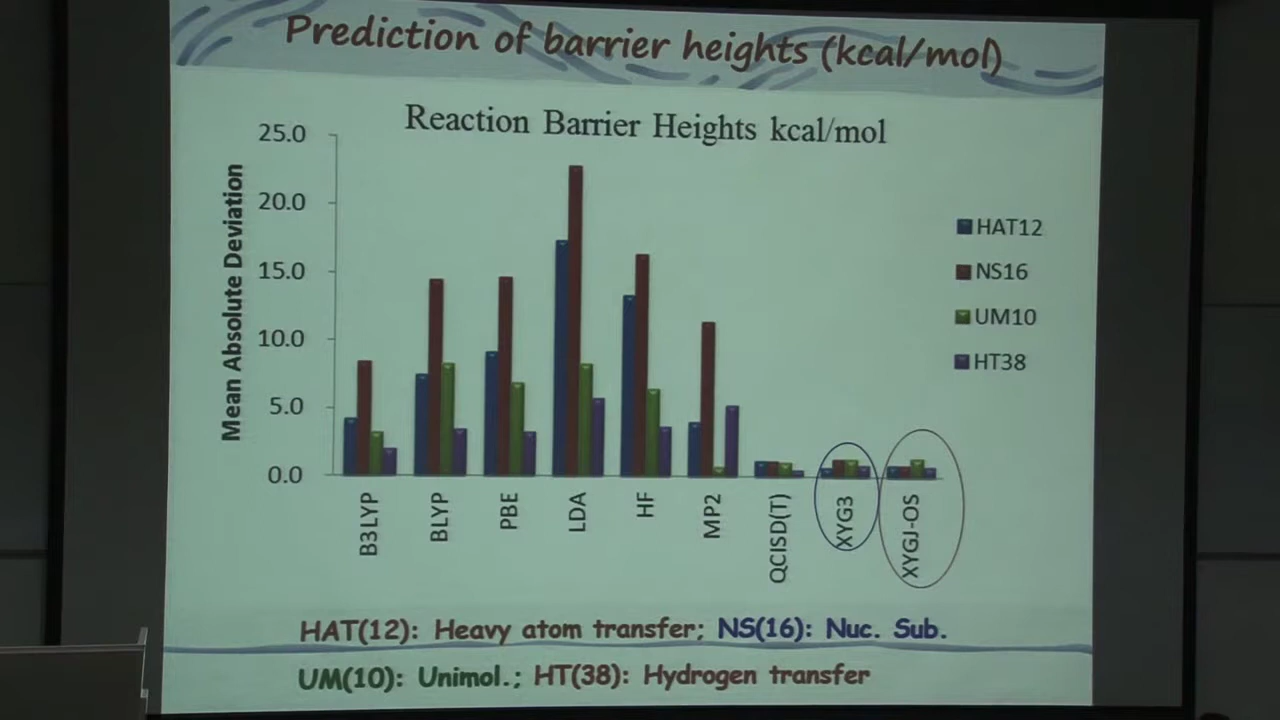 Prediction of barrier heights (kcal/mol)
Reaction Barrier Heights kcal/mol
Mean Absolute Deviation
25.0
20.0
15.0
10.0
5.0
0.0
HAT12
NS16
UM10
HT38
B3LYP
BLYP
PBE
LDA
HF
MP2
QCISD(T)
XYG3
XYGJ-OS
HAT(12): Heavy atom transfer; NS(16): Nuc. Sub.
UM(10): Unimol.; HT(38): Hydrogen transfer